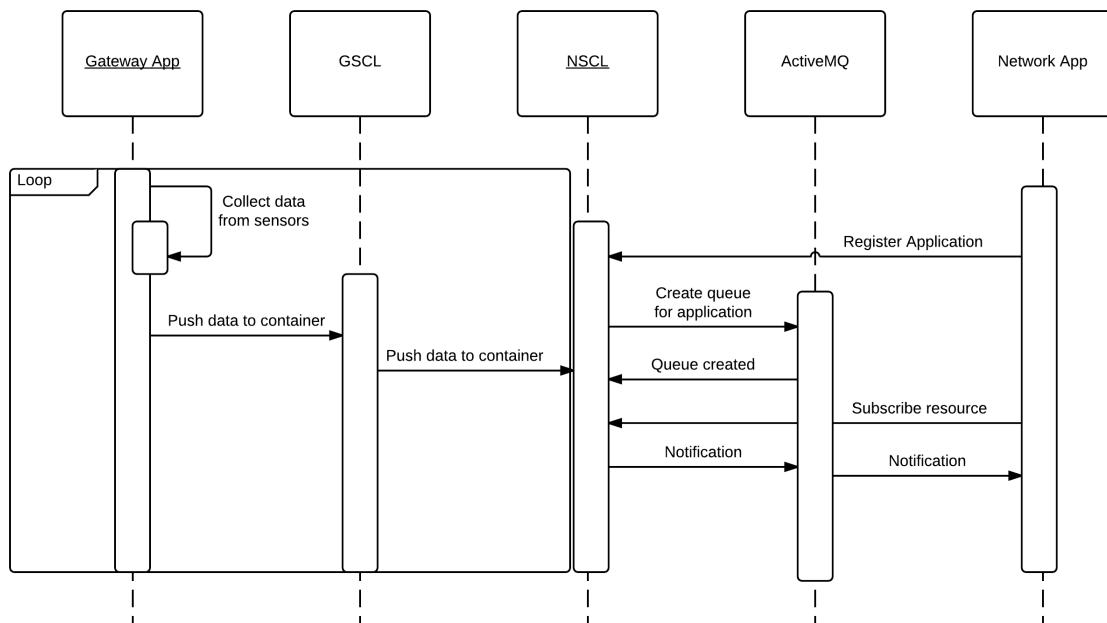 Gateway App
GSCL
NSCL
ActiveMQ
Network App
Loop
Collect data
from sensors
Register Application
Create queue
for application
Push data to container
Push data to container
Queue created
Subscribe resource
Notification
Notification